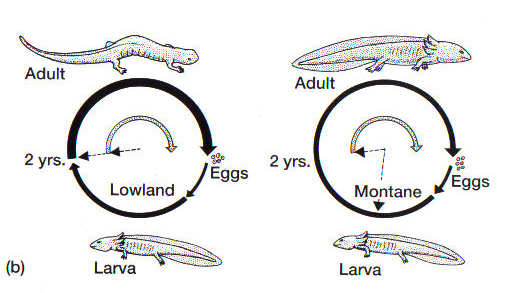 Adult
2 yrs.
Eggs
Lowland
Larva
Adult
2 yrs.
Eggs
Montane
Larva
(b)